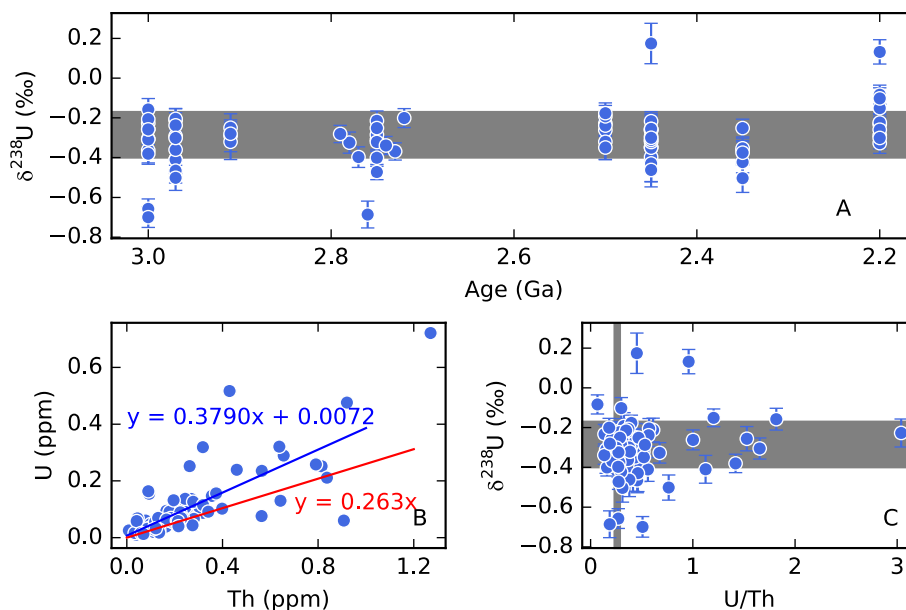 0.2
0.0
−0.2
−0.4
−0.6
−0.8
δ²³⁸U (‰)
A
3.0 2.8 2.6 2.4 2.2
Age (Ga)
0.6
0.4
0.2
0.0
U (ppm)
y = 0.3790x + 0.0072
y = 0.263x
B
0.0 0.4 0.8 1.2
Th (ppm)
0.2
0.0
−0.2
−0.4
−0.6
−0.8
δ²³⁸U (‰)
C
0 1 2 3
U/Th